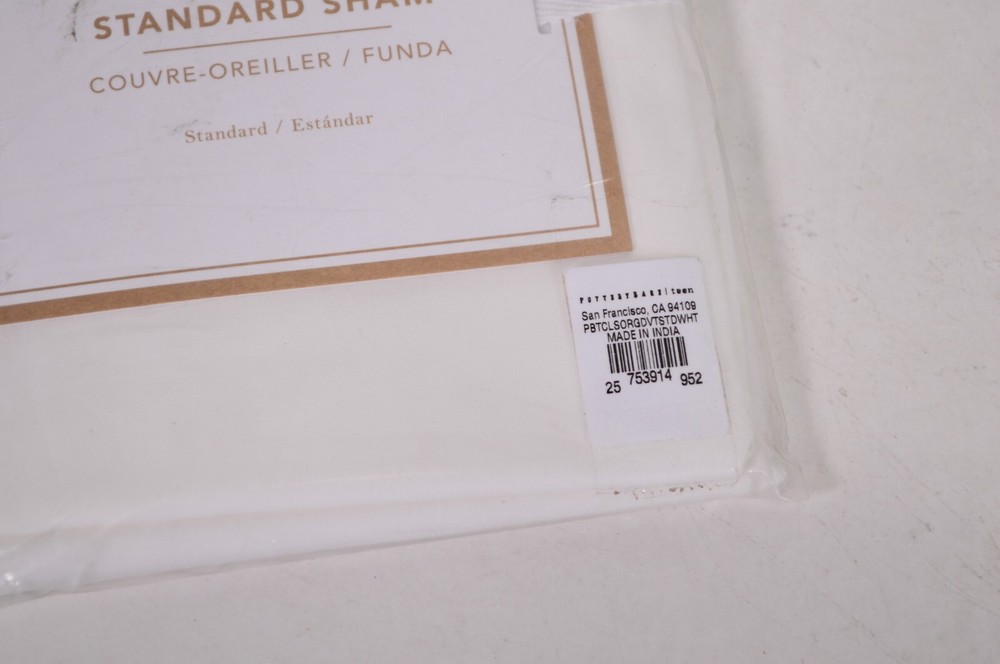 STANDARD SHAM
COUVRE-OREILLER / FUNDA
Standard / Estándar
POTTERYBARN | teen
San Francisco, CA 94109
PBTCLSORGDVTSTDWHT
MADE IN INDIA
25 753914 952